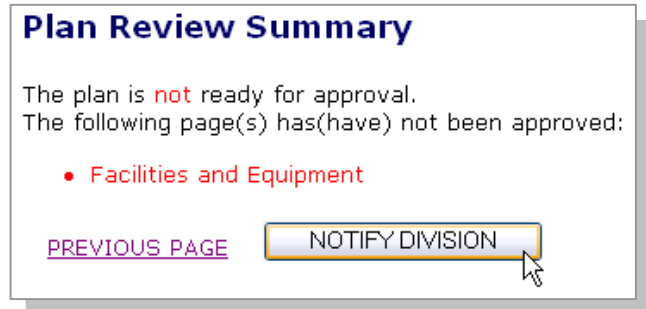 Plan Review Summary
The plan is not ready for approval.
The following page(s) has(have) not been approved:
• Facilities and Equipment
PREVIOUS PAGE NOTIFY DIVISION